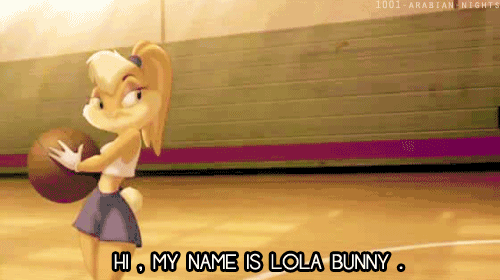 1001-ARABIAN-NIGHTS
HI , MY NAME IS LOLA BUNNY .